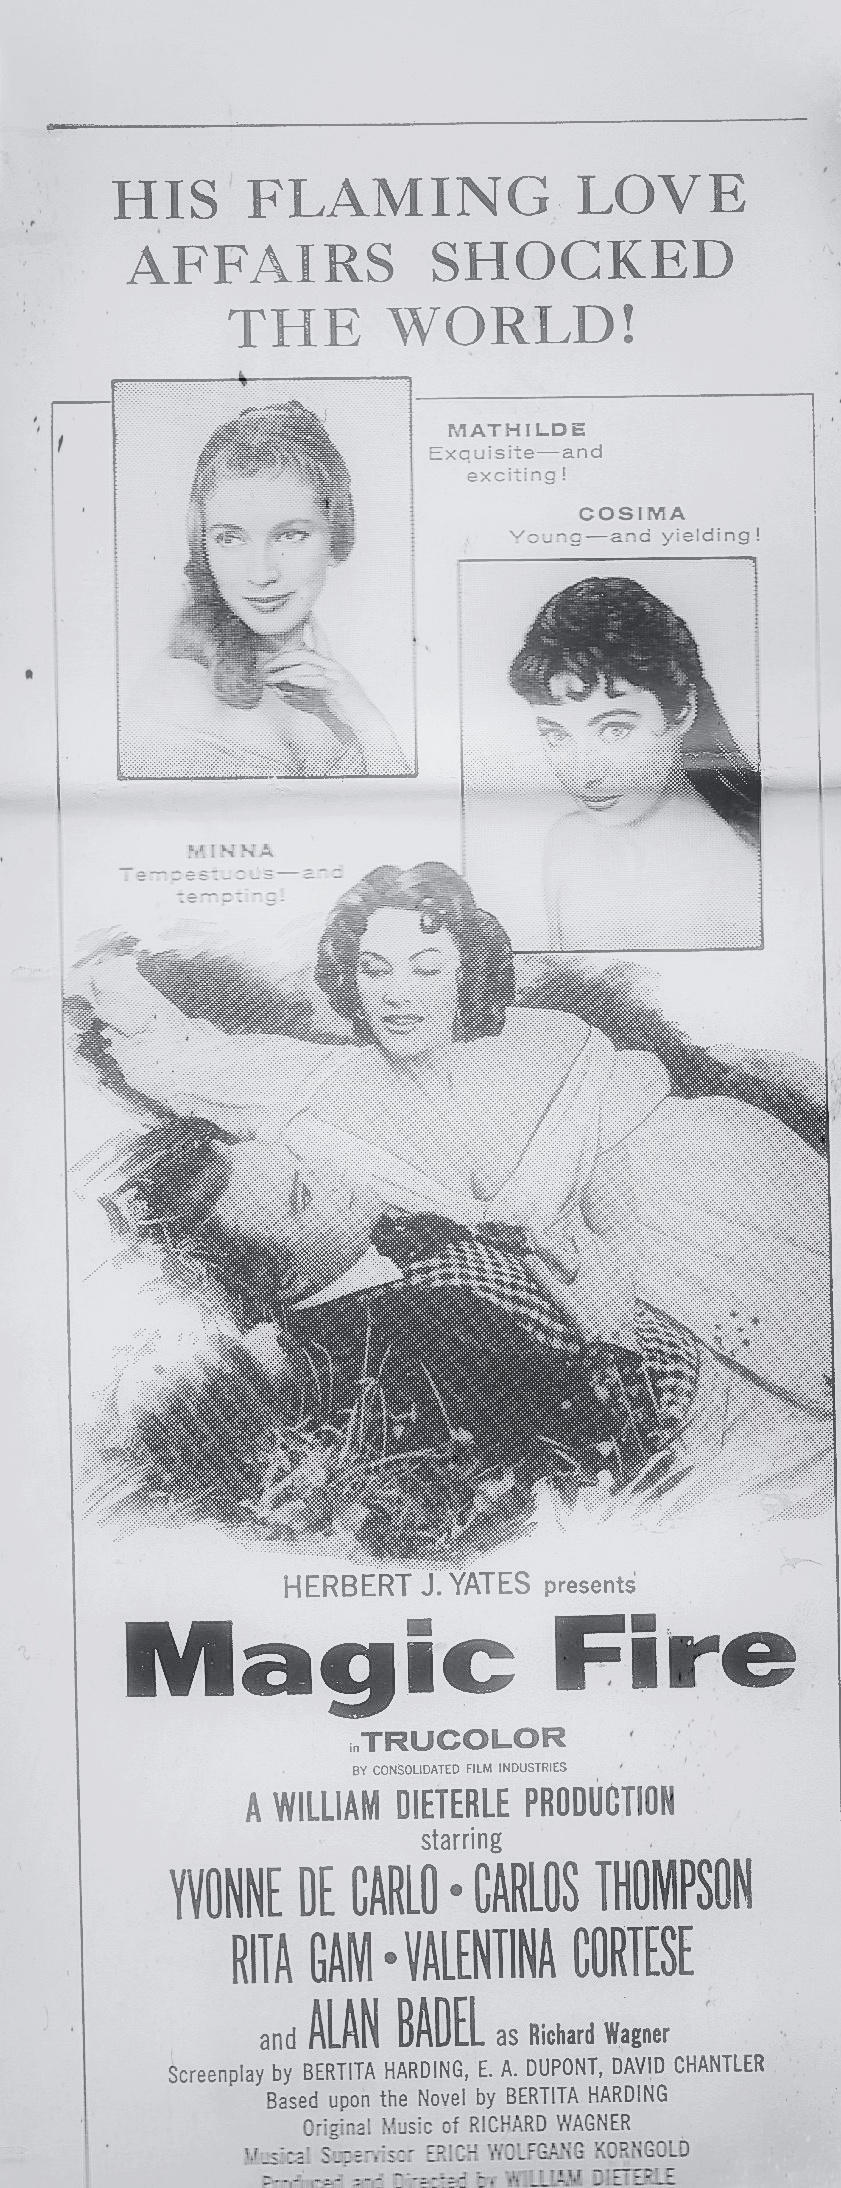 HIS FLAMING LOVE
AFFAIRS SHOCKED
THE WORLD!
MATHILDE
Exquisite—and
exciting!
COSIMA
Young—and yielding!
MINNA
Tempestuous—and
tempting!
HERBERT J. YATES presents
Magic Fire
in TRUCOLOR
BY CONSOLIDATED FILM INDUSTRIES
A WILLIAM DIETERLE PRODUCTION
starring
YVONNE DE CARLO • CARLOS THOMPSON
RITA GAM • VALENTINA CORTESE
and ALAN BADEL as Richard Wagner
Screenplay by BERTITA HARDING, E. A. DUPONT, DAVID CHANTLER
Based upon the Novel by BERTITA HARDING
Original Music of RICHARD WAGNER
Musical Supervisor ERICH WOLFGANG KORNGOLD
Produced and Directed by WILLIAM DIETERLE